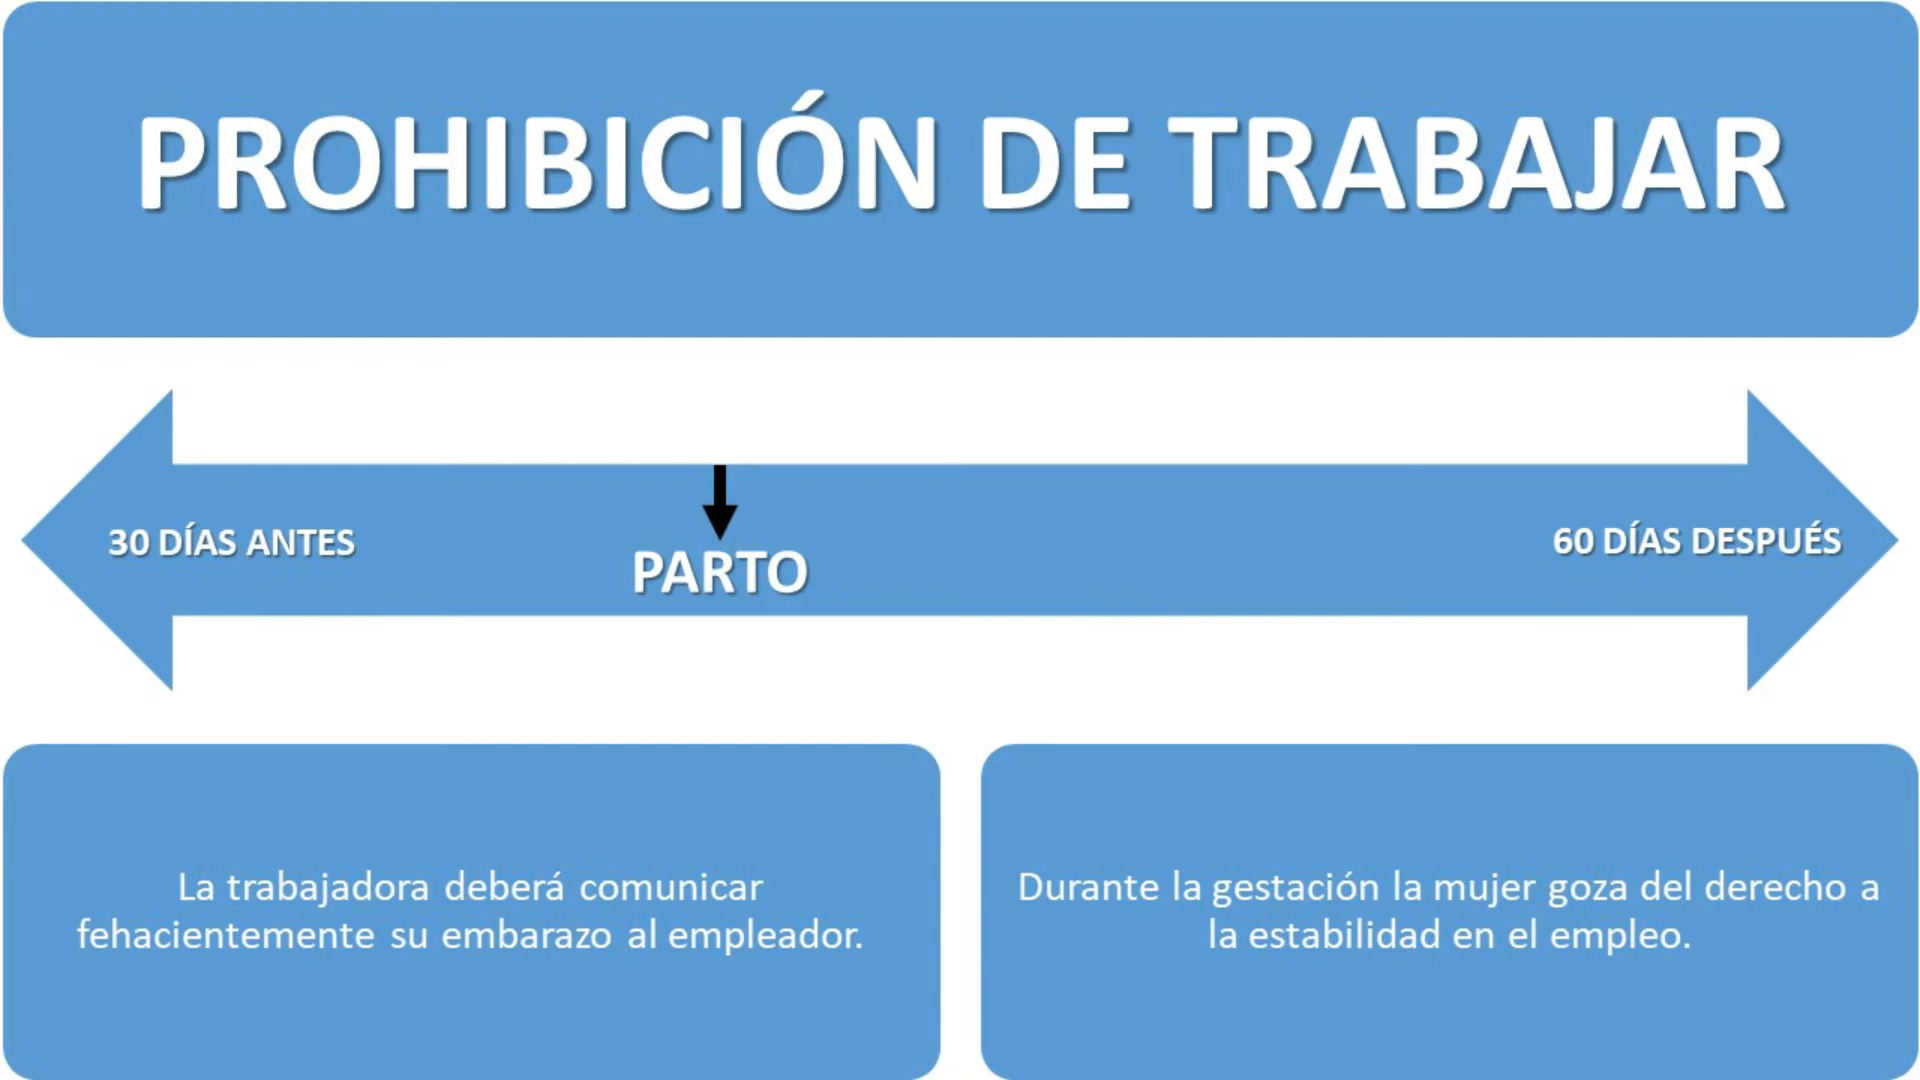 PROHIBICIÓN DE TRABAJAR
30 DÍAS ANTES
PARTO
60 DÍAS DESPUÉS
La trabajadora deberá comunicar
fehacientemente su embarazo al empleador.
Durante la gestación la mujer goza del derecho a
la estabilidad en el empleo.